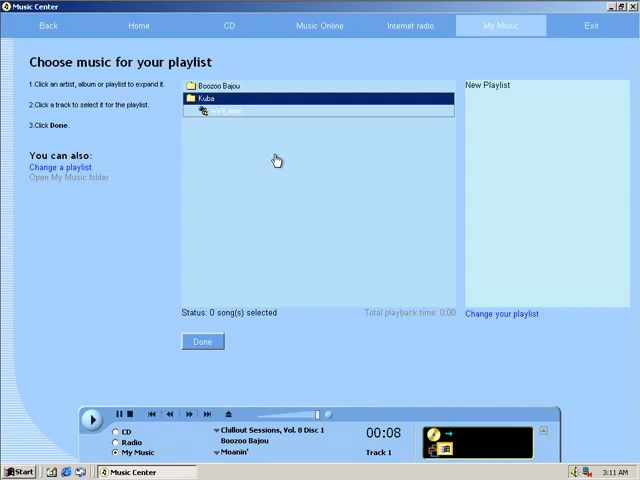 Music Center
Back Home CD Music Online Internet radio My Music Exit
Choose music for your playlist
1.Click an artist, album or playlist to expand it.
2.Click a track to select it for the playlist.
3.Click Done.
You can also:
Change a playlist
Open My Music folder
Boozoo Bajou
Kuba
New Playlist
Status: 0 song(s) selected
Total playback time: 0:00
Change your playlist
Done
CD
Radio
My Music
Chillout Sessions, Vol. 8 Disc 1
Boozoo Bajou
Moanin'
00:08
Track 1
Start
Music Center
3:11 AM